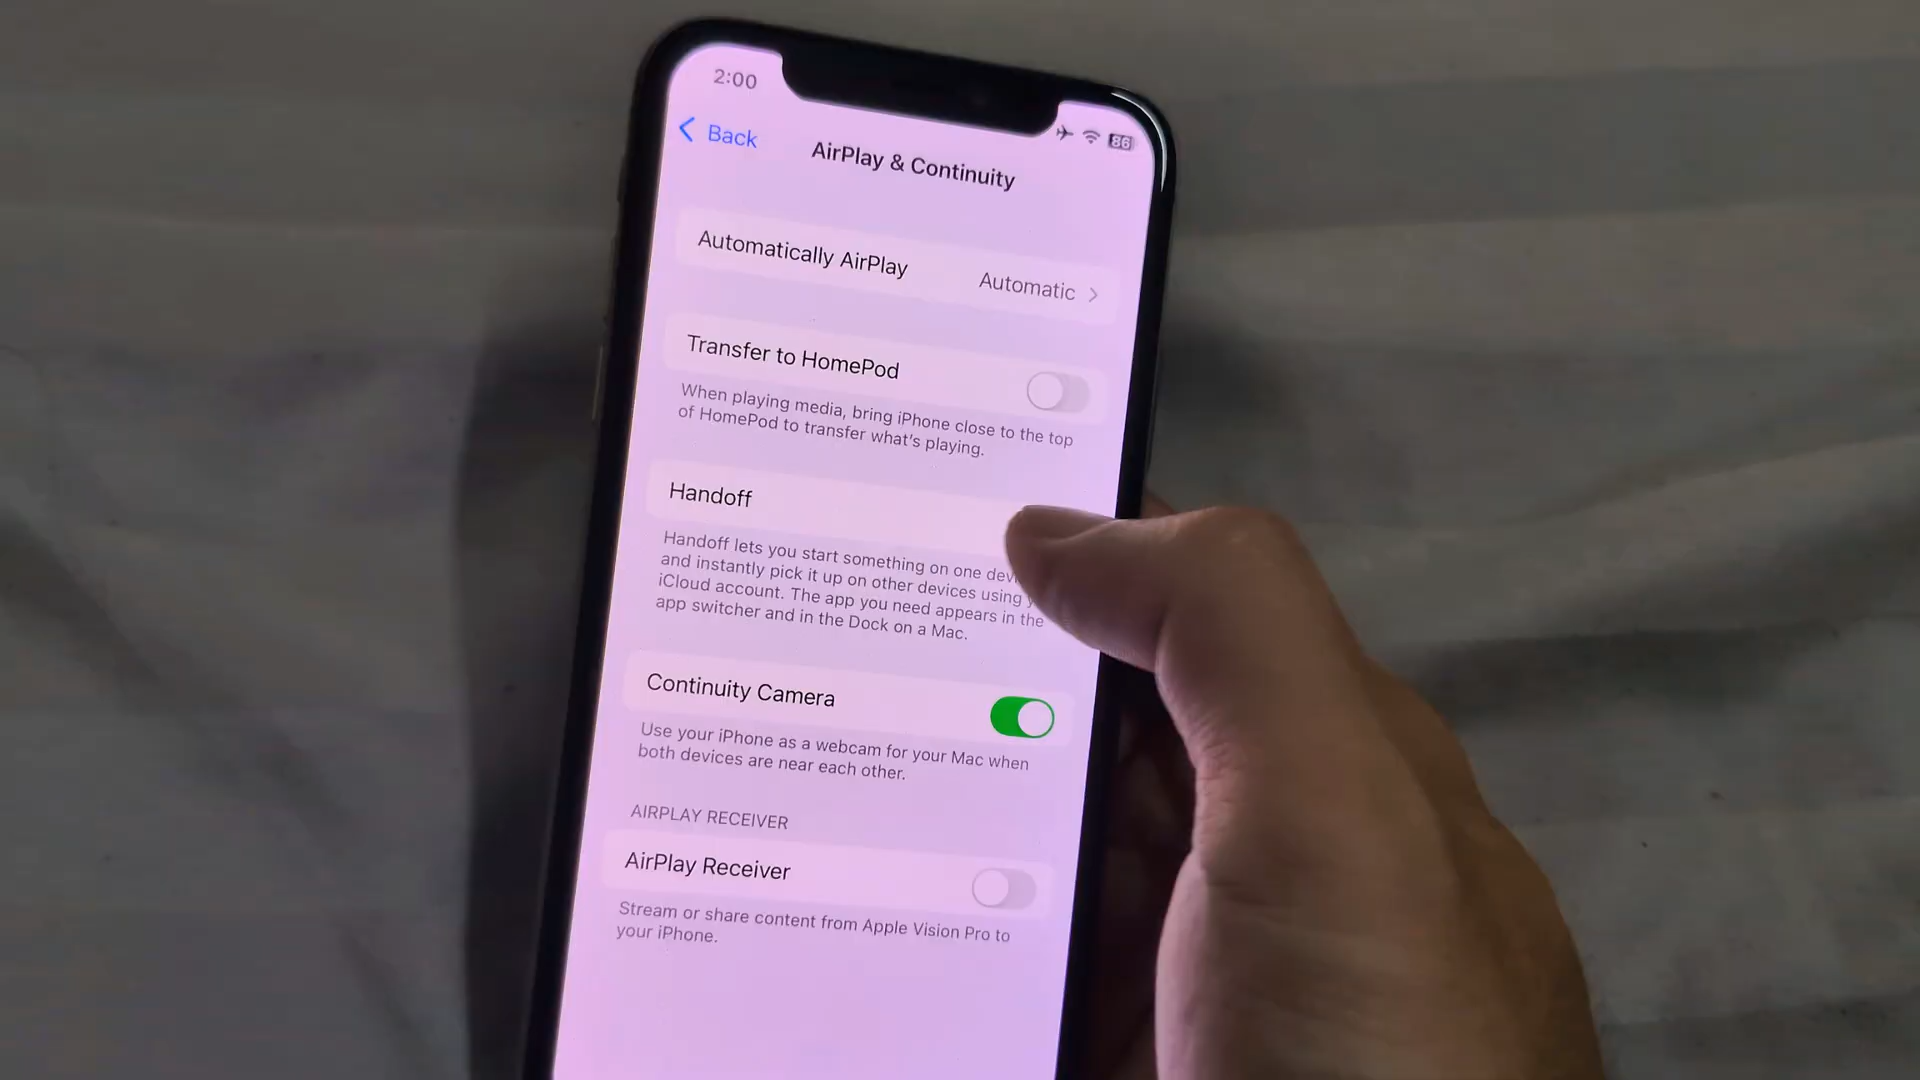 2:00
86
Back
AirPlay & Continuity
Automatically AirPlay
Automatic
Transfer to HomePod
When playing media, bring iPhone close to the top
of HomePod to transfer what's playing.
Handoff
Handoff lets you start something on one
and instantly pick it up on other devices using
iCloud account. The app you need appears in the
app switcher and in the Dock on a Mac.
Continuity Camera
Use your iPhone as a webcam for your Mac when
both devices are near each other.
AIRPLAY RECEIVER
AirPlay Receiver
Stream or share content from Apple Vision Pro to
your iPhone.